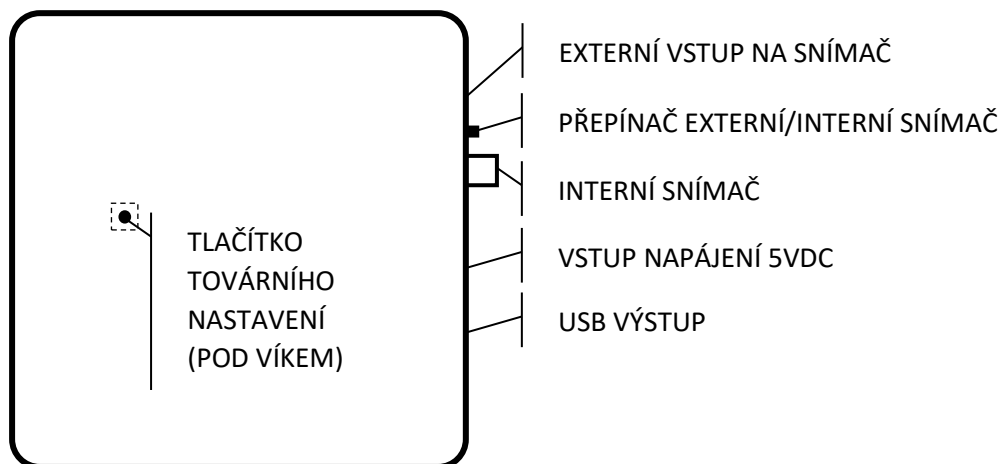 EXTERNÍ VSTUP NA SNÍMAČ
PŘEPÍNAČ EXTERNÍ/INTERNÍ SNÍMAČ
INTERNÍ SNÍMAČ
VSTUP NAPÁJENÍ 5VDC
USB VÝSTUP
TLAČÍTKO
TOVÁRNÍHO
NASTAVENÍ
(POD VÍKEM)